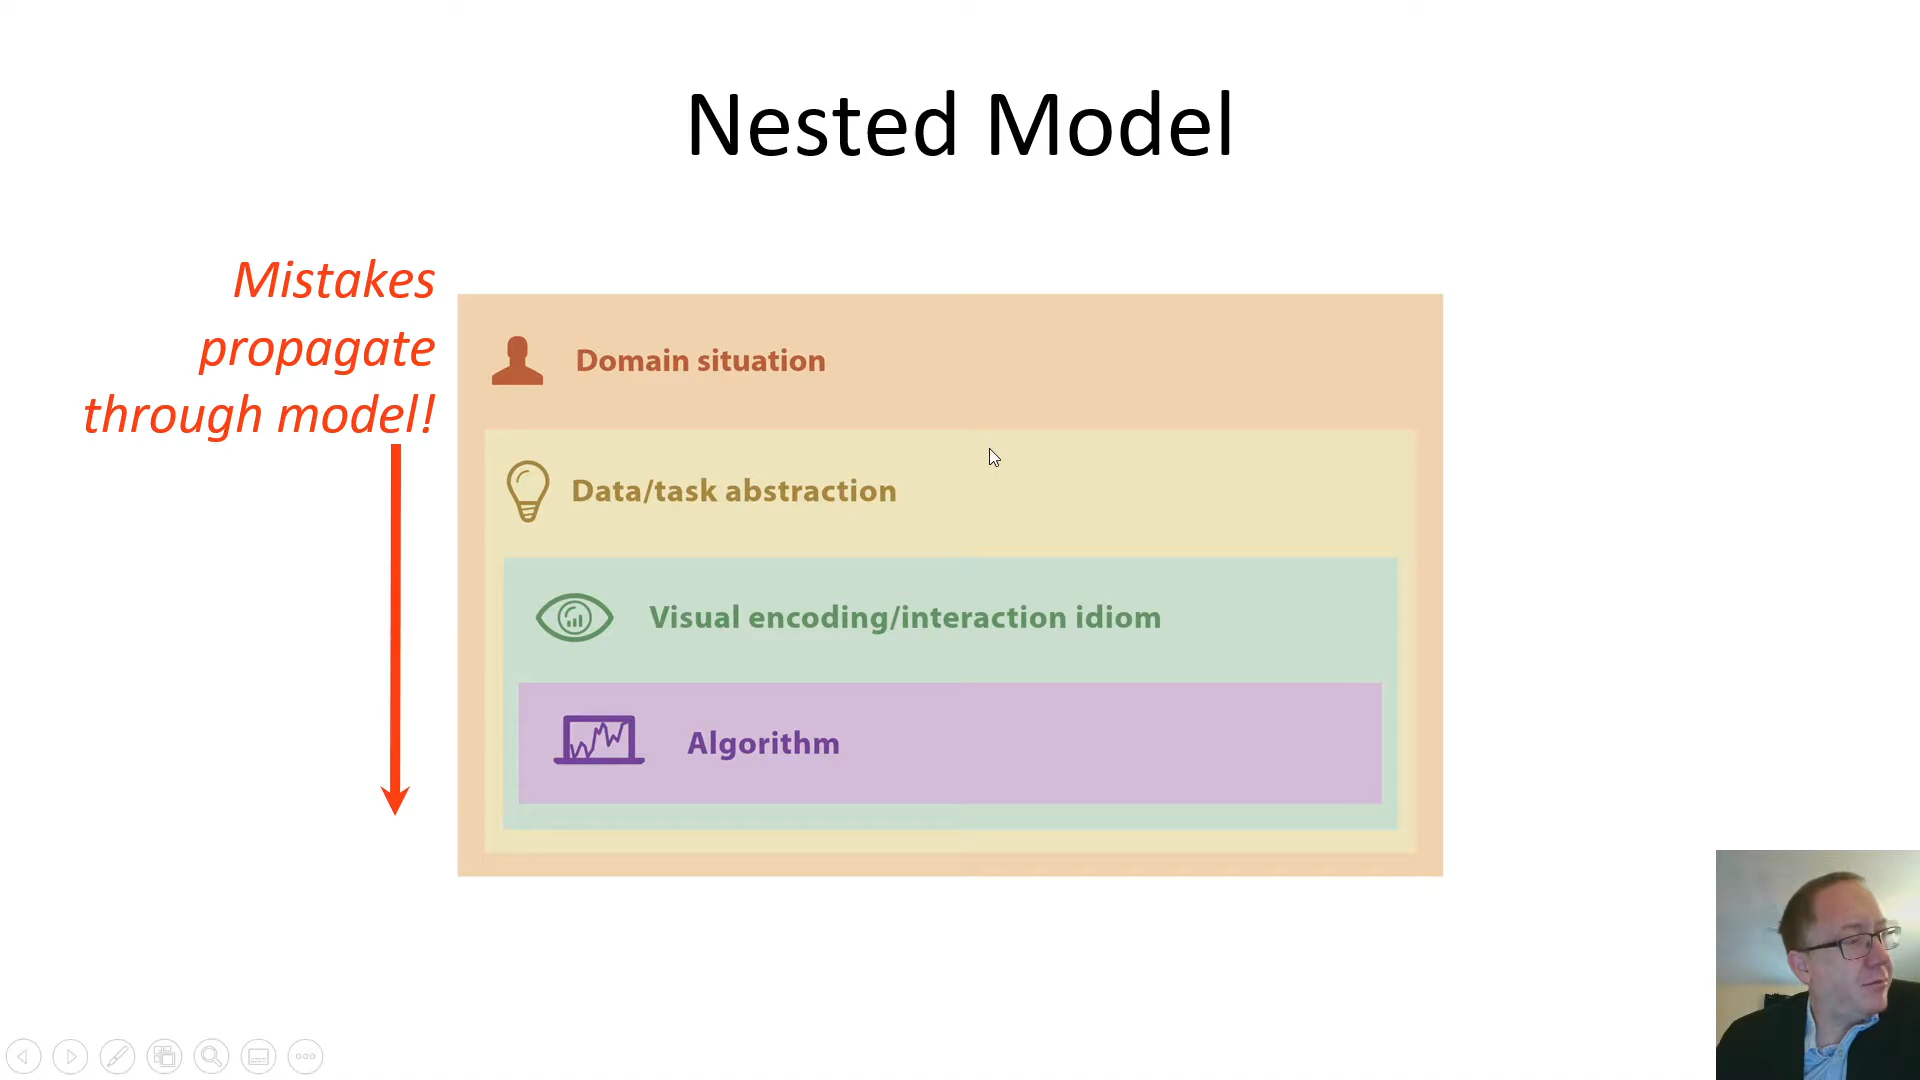 Nested Model
Mistakes
propagate
through model!
Domain situation
Data/task abstraction
Visual encoding/interaction idiom
Algorithm